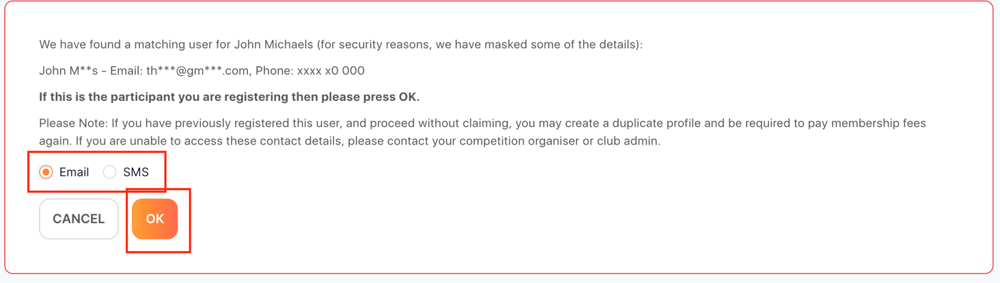 We have found a matching user for John Michaels (for security reasons, we have masked some of the details):
John M**s - Email: th***@gm***.com, Phone: xxxx x0 000
If this is the participant you are registering then please press OK.
Please Note: If you have previously registered this user, and proceed without claiming, you may create a duplicate profile and be required to pay membership fees
again. If you are unable to access these contact details, please contact your competition organiser or club admin.
Email SMS
CANCEL OK